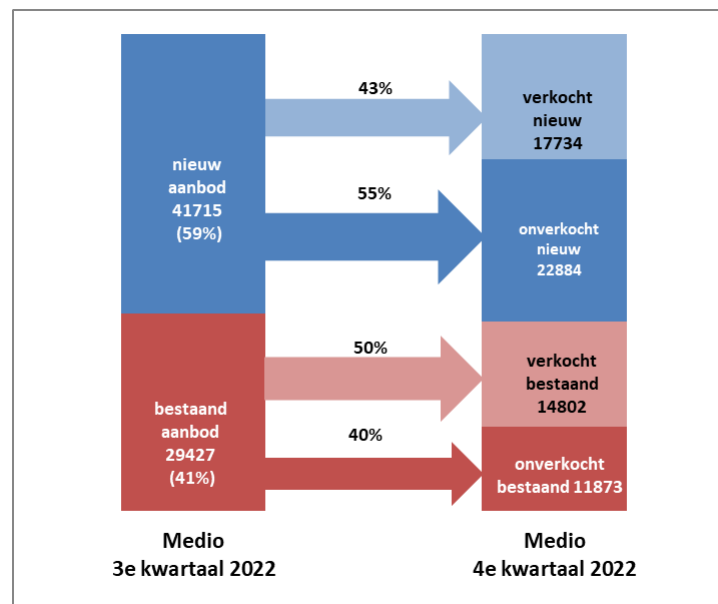 43%
verkocht
nieuw
17734
nieuw
aanbod
41715
(59%)
55%
onverkocht
nieuw
22884
50%
verkocht
bestaand
14802
bestaand
aanbod
29427
(41%)
40%
onverkocht
bestaand 11873
Medio
3e kwartaal 2022
Medio
4e kwartaal 2022